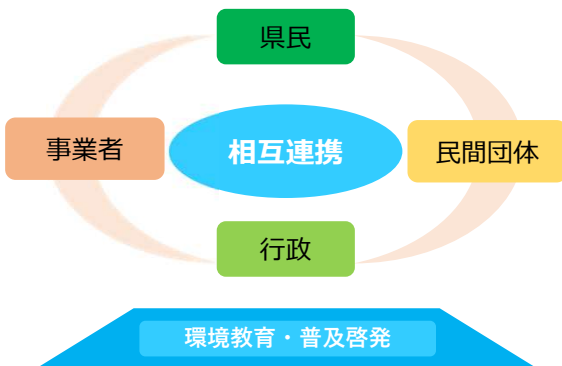 県民
事業者
相互連携
民間団体
行政
環境教育・普及啓発